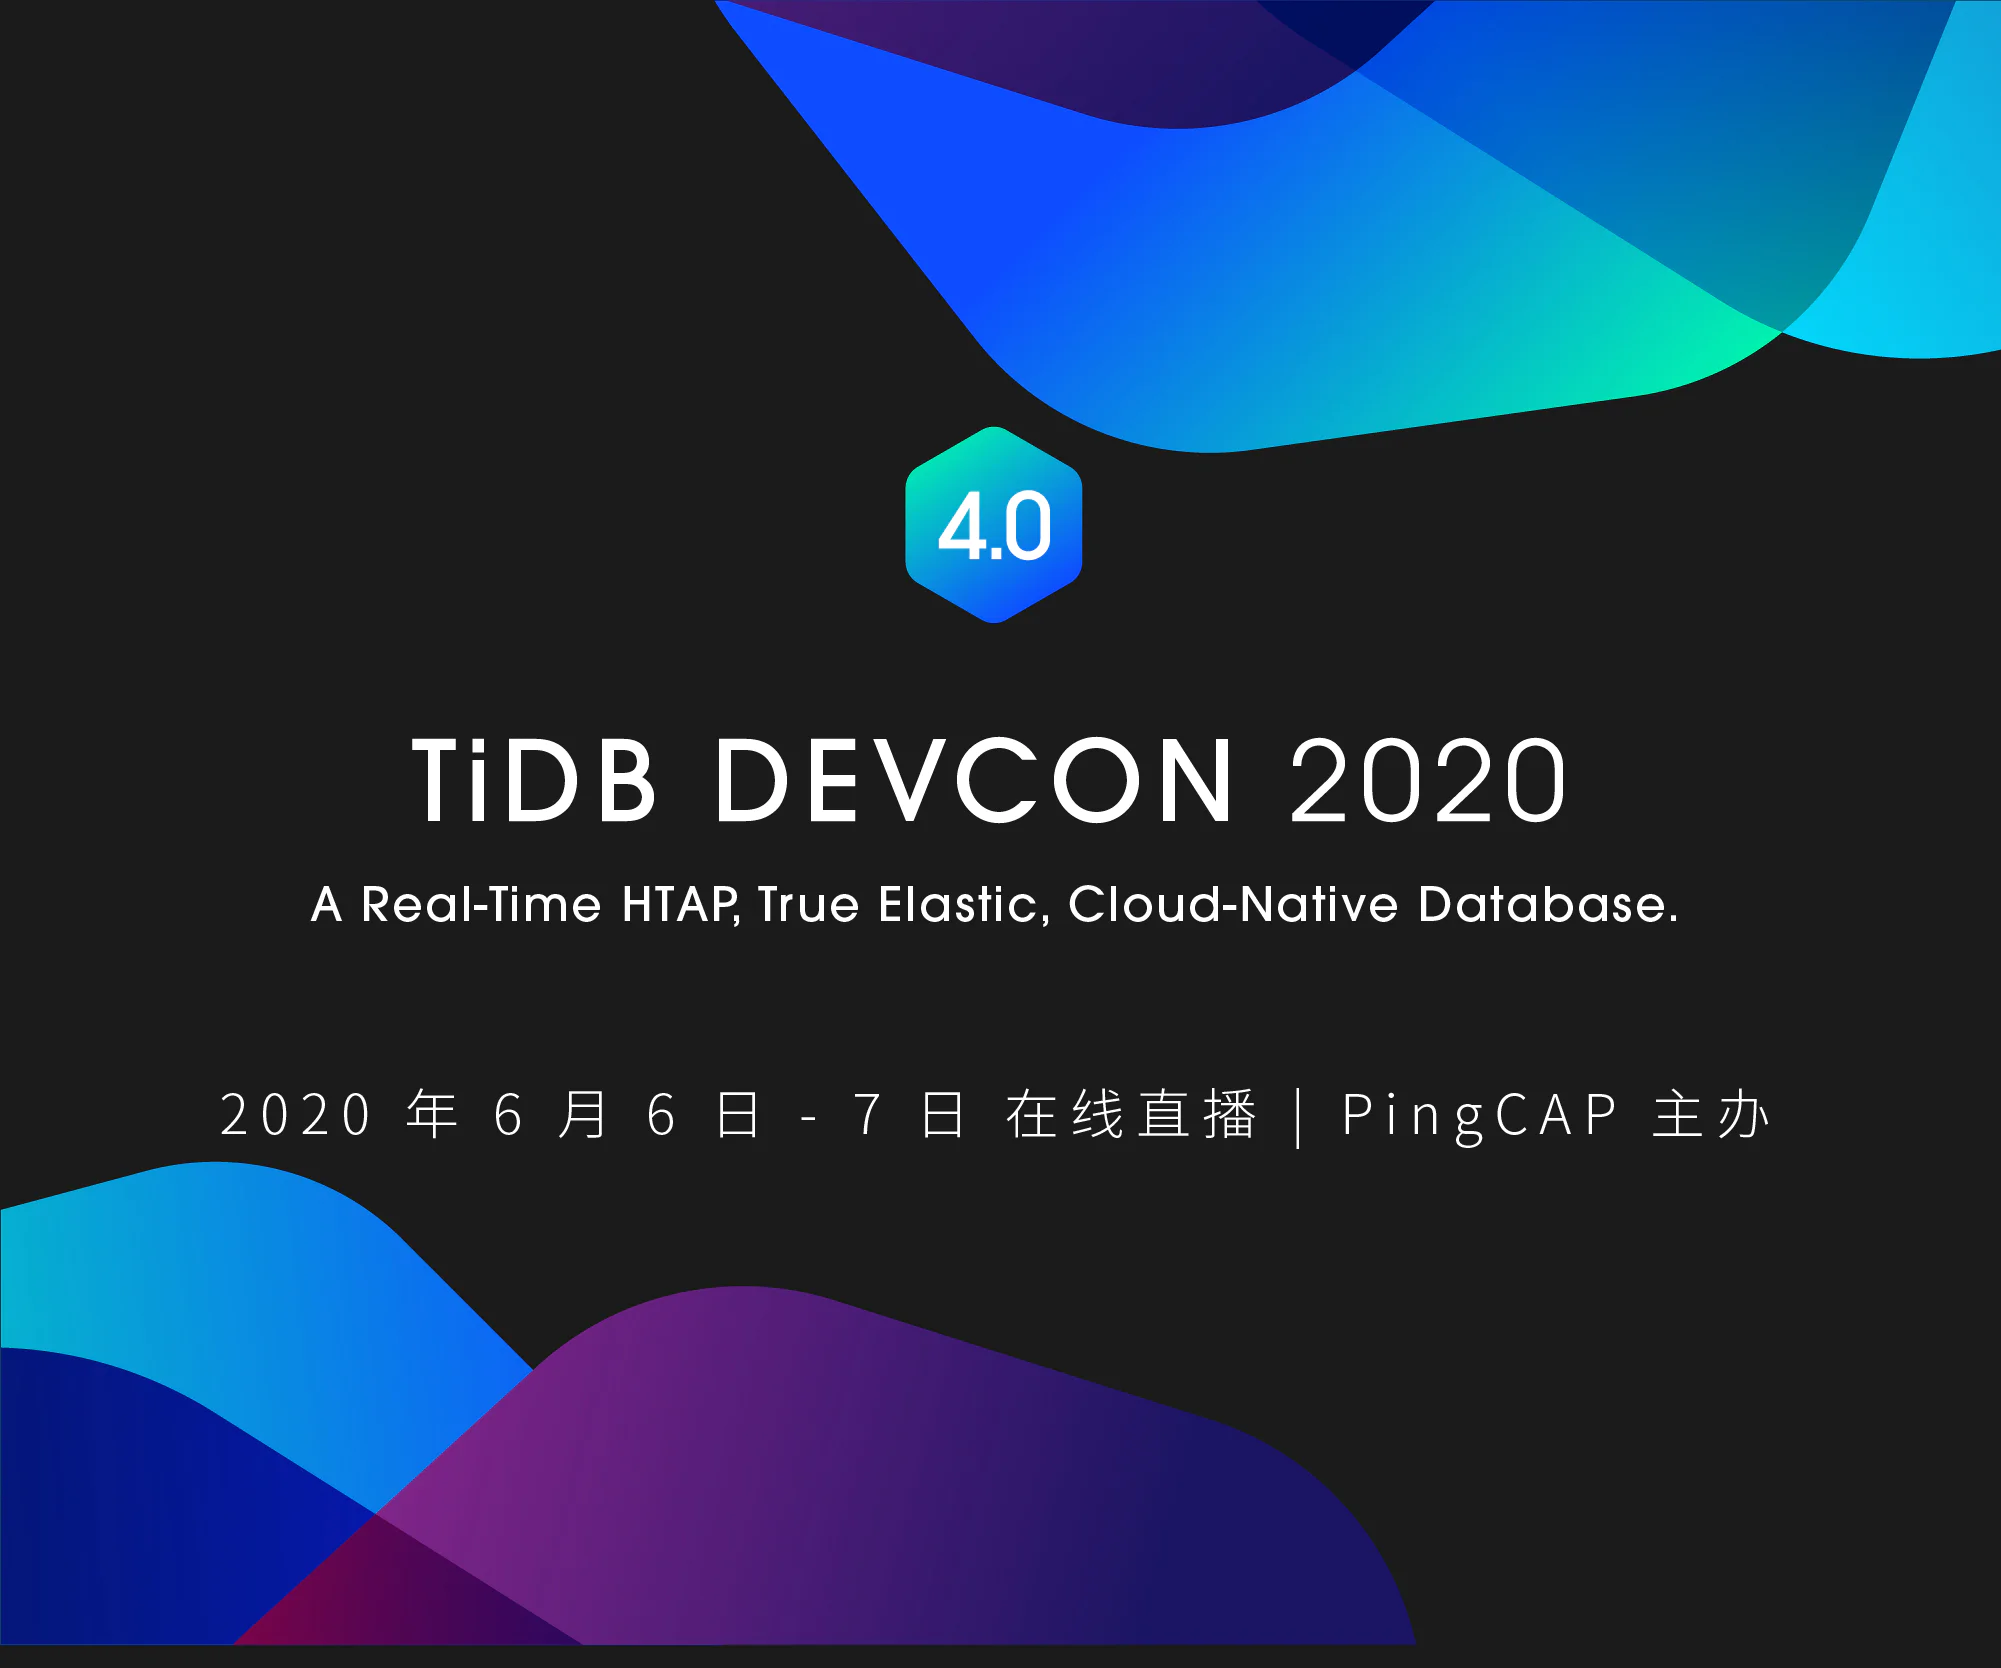 4.0
TiDB DEVCON 2020
A Real-Time HTAP, True Elastic, Cloud-Native Database.
2020 年 6 月 6 日 - 7 日 在线直播 | PingCAP 主办